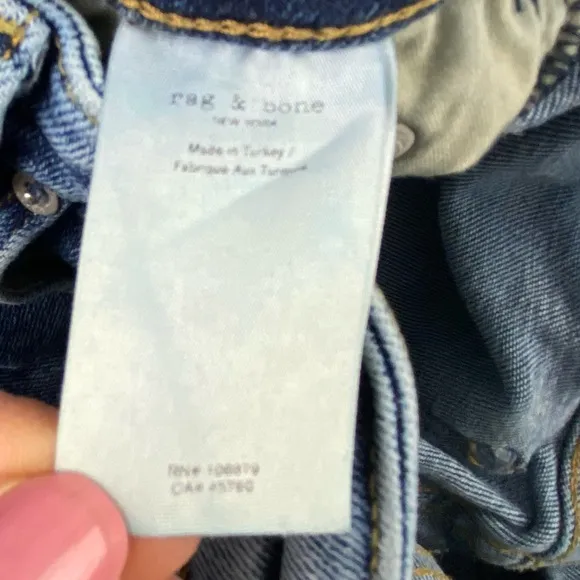 rag & bone
NEW YORK
Made in Turkey /
Fabriqué Aux Turquie
RN# 106879
CA# 45760